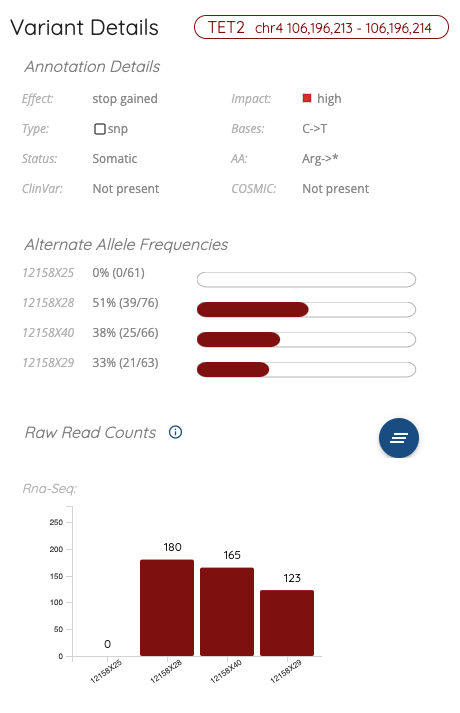 Variant Details TET2 chr4 106,196,213 - 106,196,214
Annotation Details
Effect: stop gained Impact: high
Type: snp Bases: C->T
Status: Somatic AA: Arg->*
ClinVar: Not present COSMIC: Not present
Alternate Allele Frequencies
12158X25 0% (0/61)
12158X28 51% (39/76)
12158X40 38% (25/66)
12158X29 33% (21/63)
Raw Read Counts i
Rna-Seq:
250
200
150
100
50
0
0 180 165 123
12158X25 12158X28 12158X40 12158X29